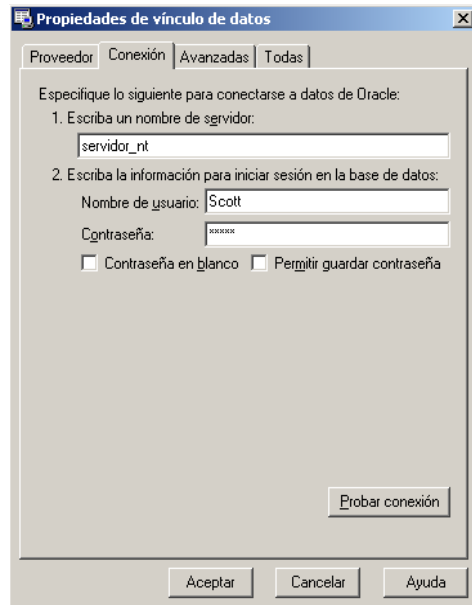 Propiedades de vínculo de datos
Proveedor Conexión Avanzadas Todas
Especifique lo siguiente para conectarse a datos de Oracle:
1. Escriba un nombre de servidor:
servidor_nt
2. Escriba la información para iniciar sesión en la base de datos:
Nombre de usuario: Scott
Contraseña: xxxxx
Contraseña en blanco Permitir guardar contraseña
Probar conexión
Aceptar Cancelar Ayuda